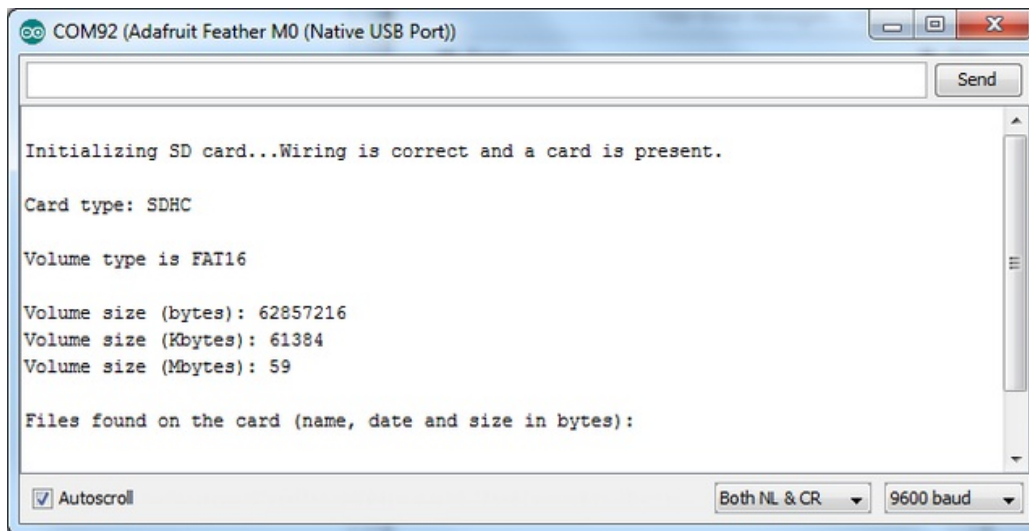 COM92 (Adafruit Feather M0 (Native USB Port))
Send
Initializing SD card...Wiring is correct and a card is present.
Card type: SDHC
Volume type is FAT16
Volume size (bytes): 62857216
Volume size (Kbytes): 61384
Volume size (Mbytes): 59
Files found on the card (name, date and size in bytes):
Autoscroll
Both NL & CR
9600 baud